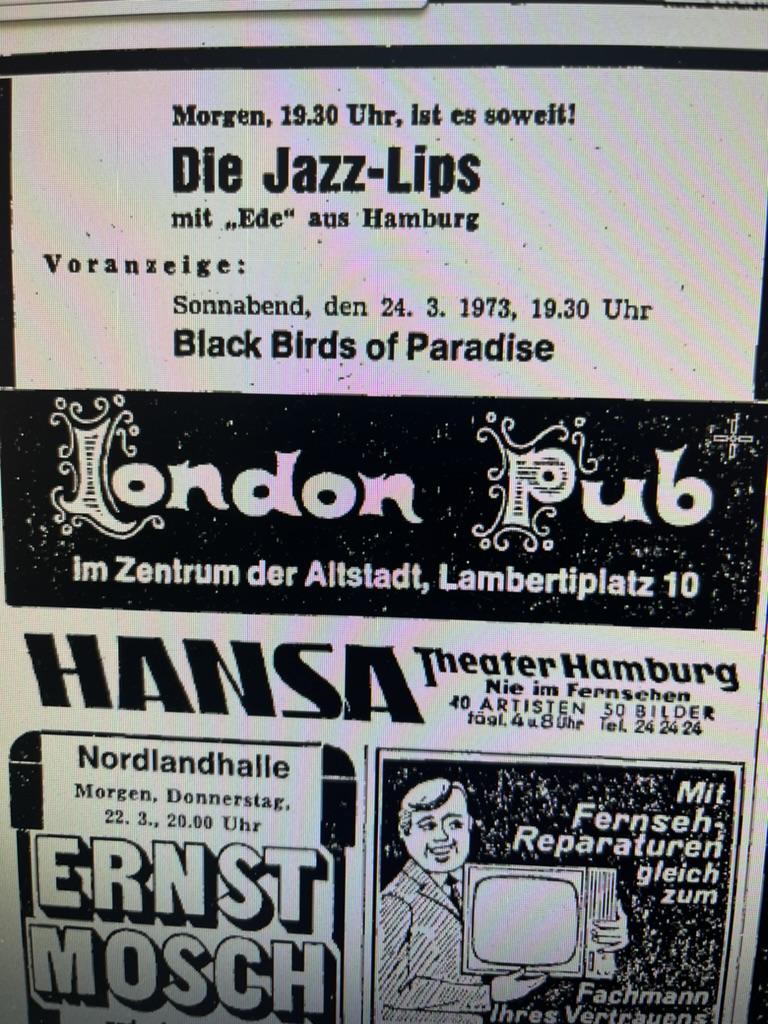 Morgen, 19.30 Uhr, ist es soweit!
Die Jazz-Lips
mit „Ede“ aus Hamburg
Voranzeige:
Sonnabend, den 24. 3. 1973, 19.30 Uhr
Black Birds of Paradise
London Pub
im Zentrum der Altstadt, Lambertiplatz 10
HANSA Theater Hamburg
Nie im Fernsehen
40 ARTISTEN 50 BILDER
tägl. 4 u. 8 Uhr Tel. 24 24 24
Nordlandhalle
Morgen, Donnerstag,
22. 3., 20.00 Uhr
ERNST
MOSCH
Mit
Fernseh-
Reparaturen
gleich
zum
Fachmann
Ihres Vertrauens